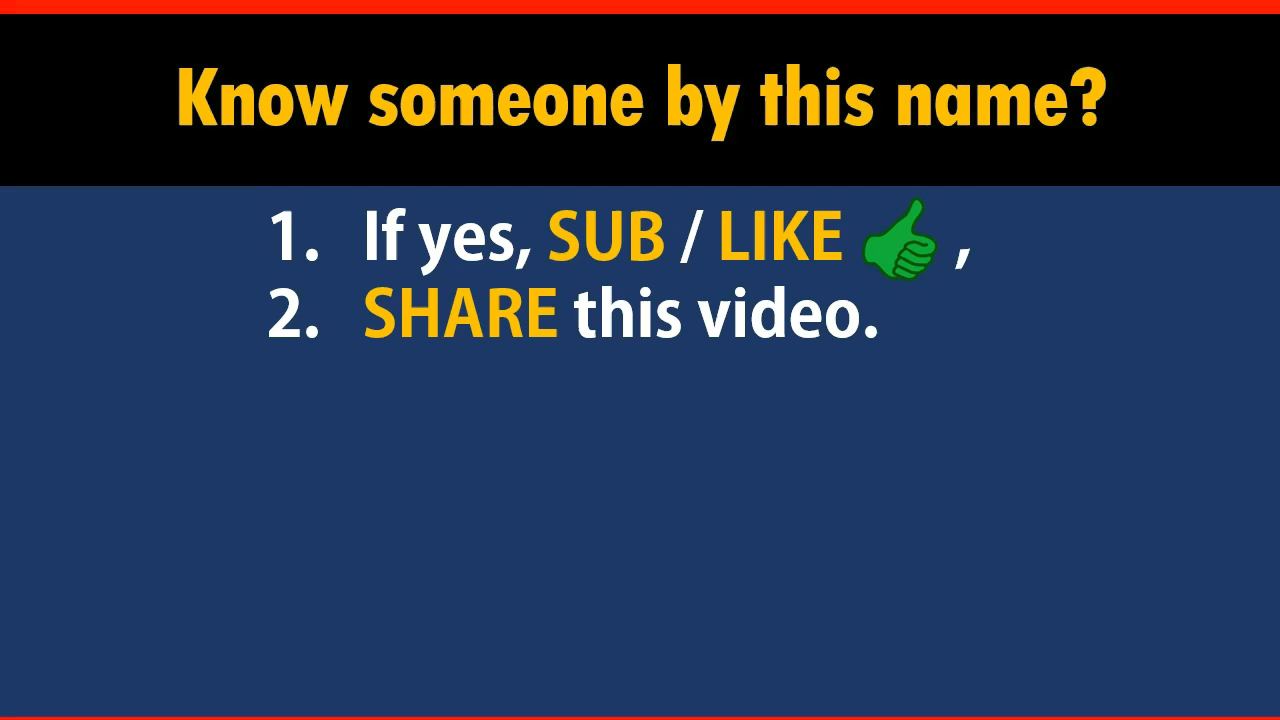 Know someone by this name?
1. If yes, SUB / LIKE ,
2. SHARE this video.